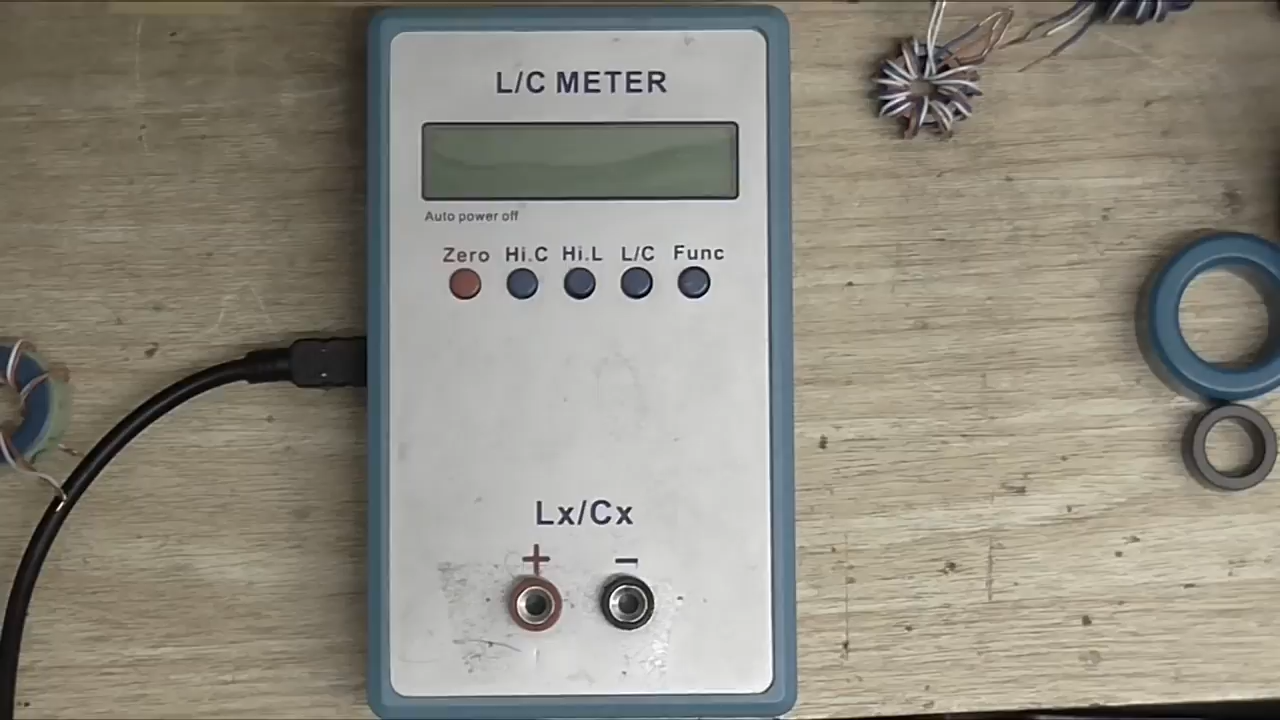 L/C METER
Auto power off
Zero Hi.C Hi.L L/C Func
Lx/Cx
+ −